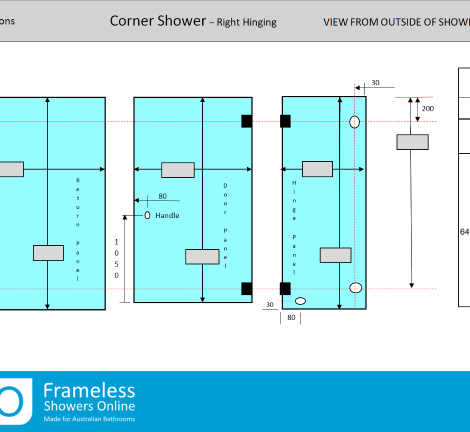 ons
Corner Shower – Right Hinging
VIEW FROM OUTSIDE OF SHOW
30
200
80
Handle
1050
Return Panel
Door Panel
Hinge Panel
30
80
64
Frameless
Showers Online
Made for Australian Bathrooms